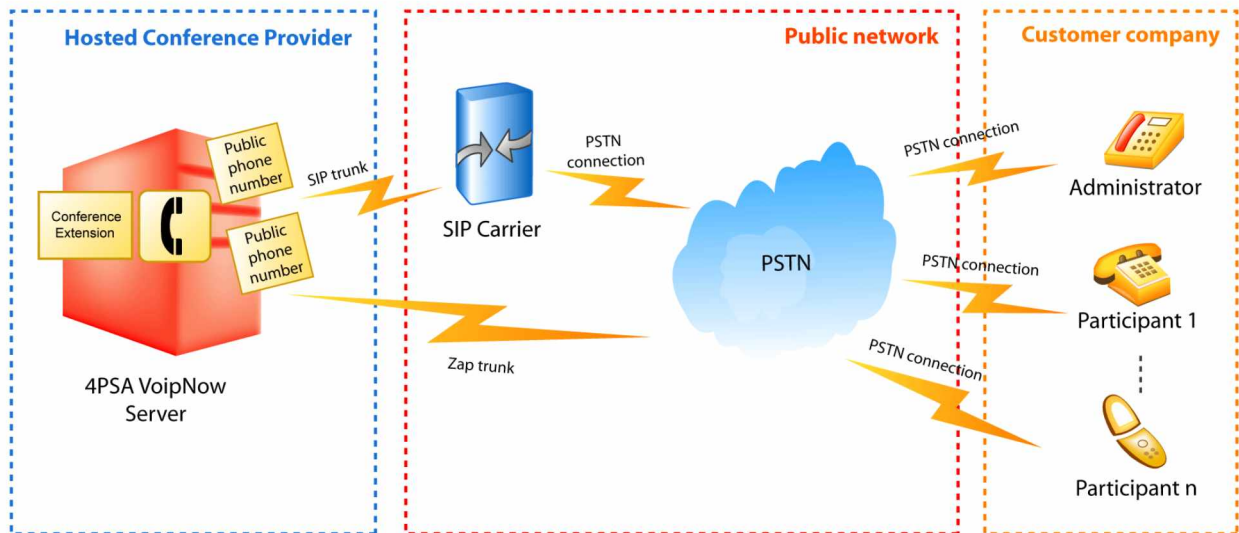 Hosted Conference Provider
Public network
Customer company
Public
phone
number
SIP trunk
PSTN
connection
PSTN connection
Administrator
Conference
Extension
Public
phone
number
SIP Carrier
PSTN
PSTN connection
Participant 1
Zap trunk
PSTN connection
4PSA VoipNow
Server
Participant n